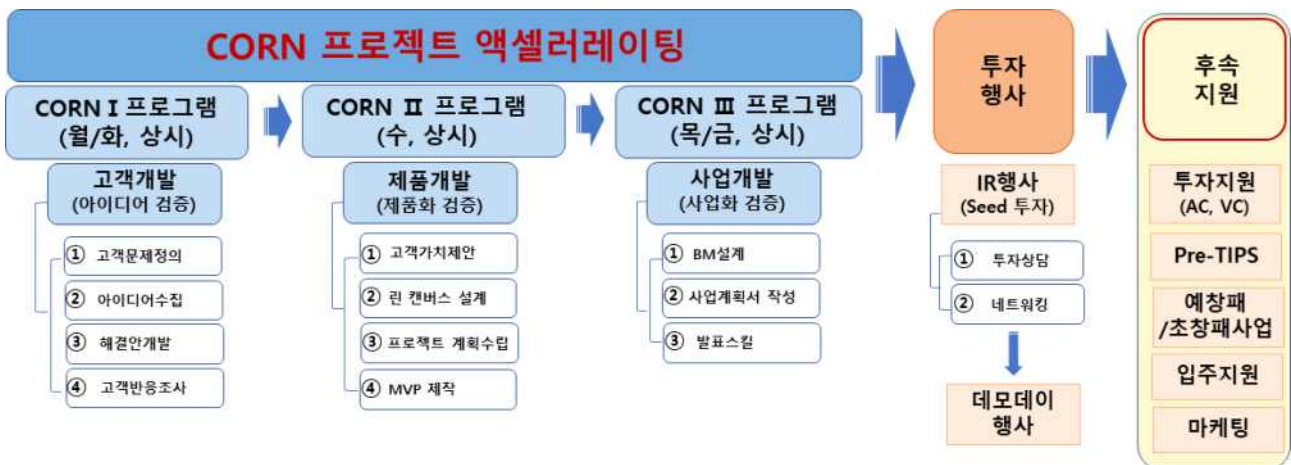 CORN 프로젝트 액셀러레이팅
CORN Ⅰ 프로그램
(월/화, 상시)
고객개발
(아이디어 검증)
① 고객문제정의
② 아이디어수집
③ 해결안개발
④ 고객반응조사
CORN Ⅱ 프로그램
(수, 상시)
제품개발
(제품화 검증)
① 고객가치제안
② 린 캔버스 설계
③ 프로젝트 계획수립
④ MVP 제작
CORN Ⅲ 프로그램
(목/금, 상시)
사업개발
(사업화 검증)
① BM설계
② 사업계획서 작성
③ 발표스킬
투자
행사
IR행사
(Seed 투자)
① 투자상담
② 네트워킹
데모데이
행사
후속
지원
투자지원
(AC, VC)
Pre-TIPS
예창패
/초창패사업
입주지원
마케팅